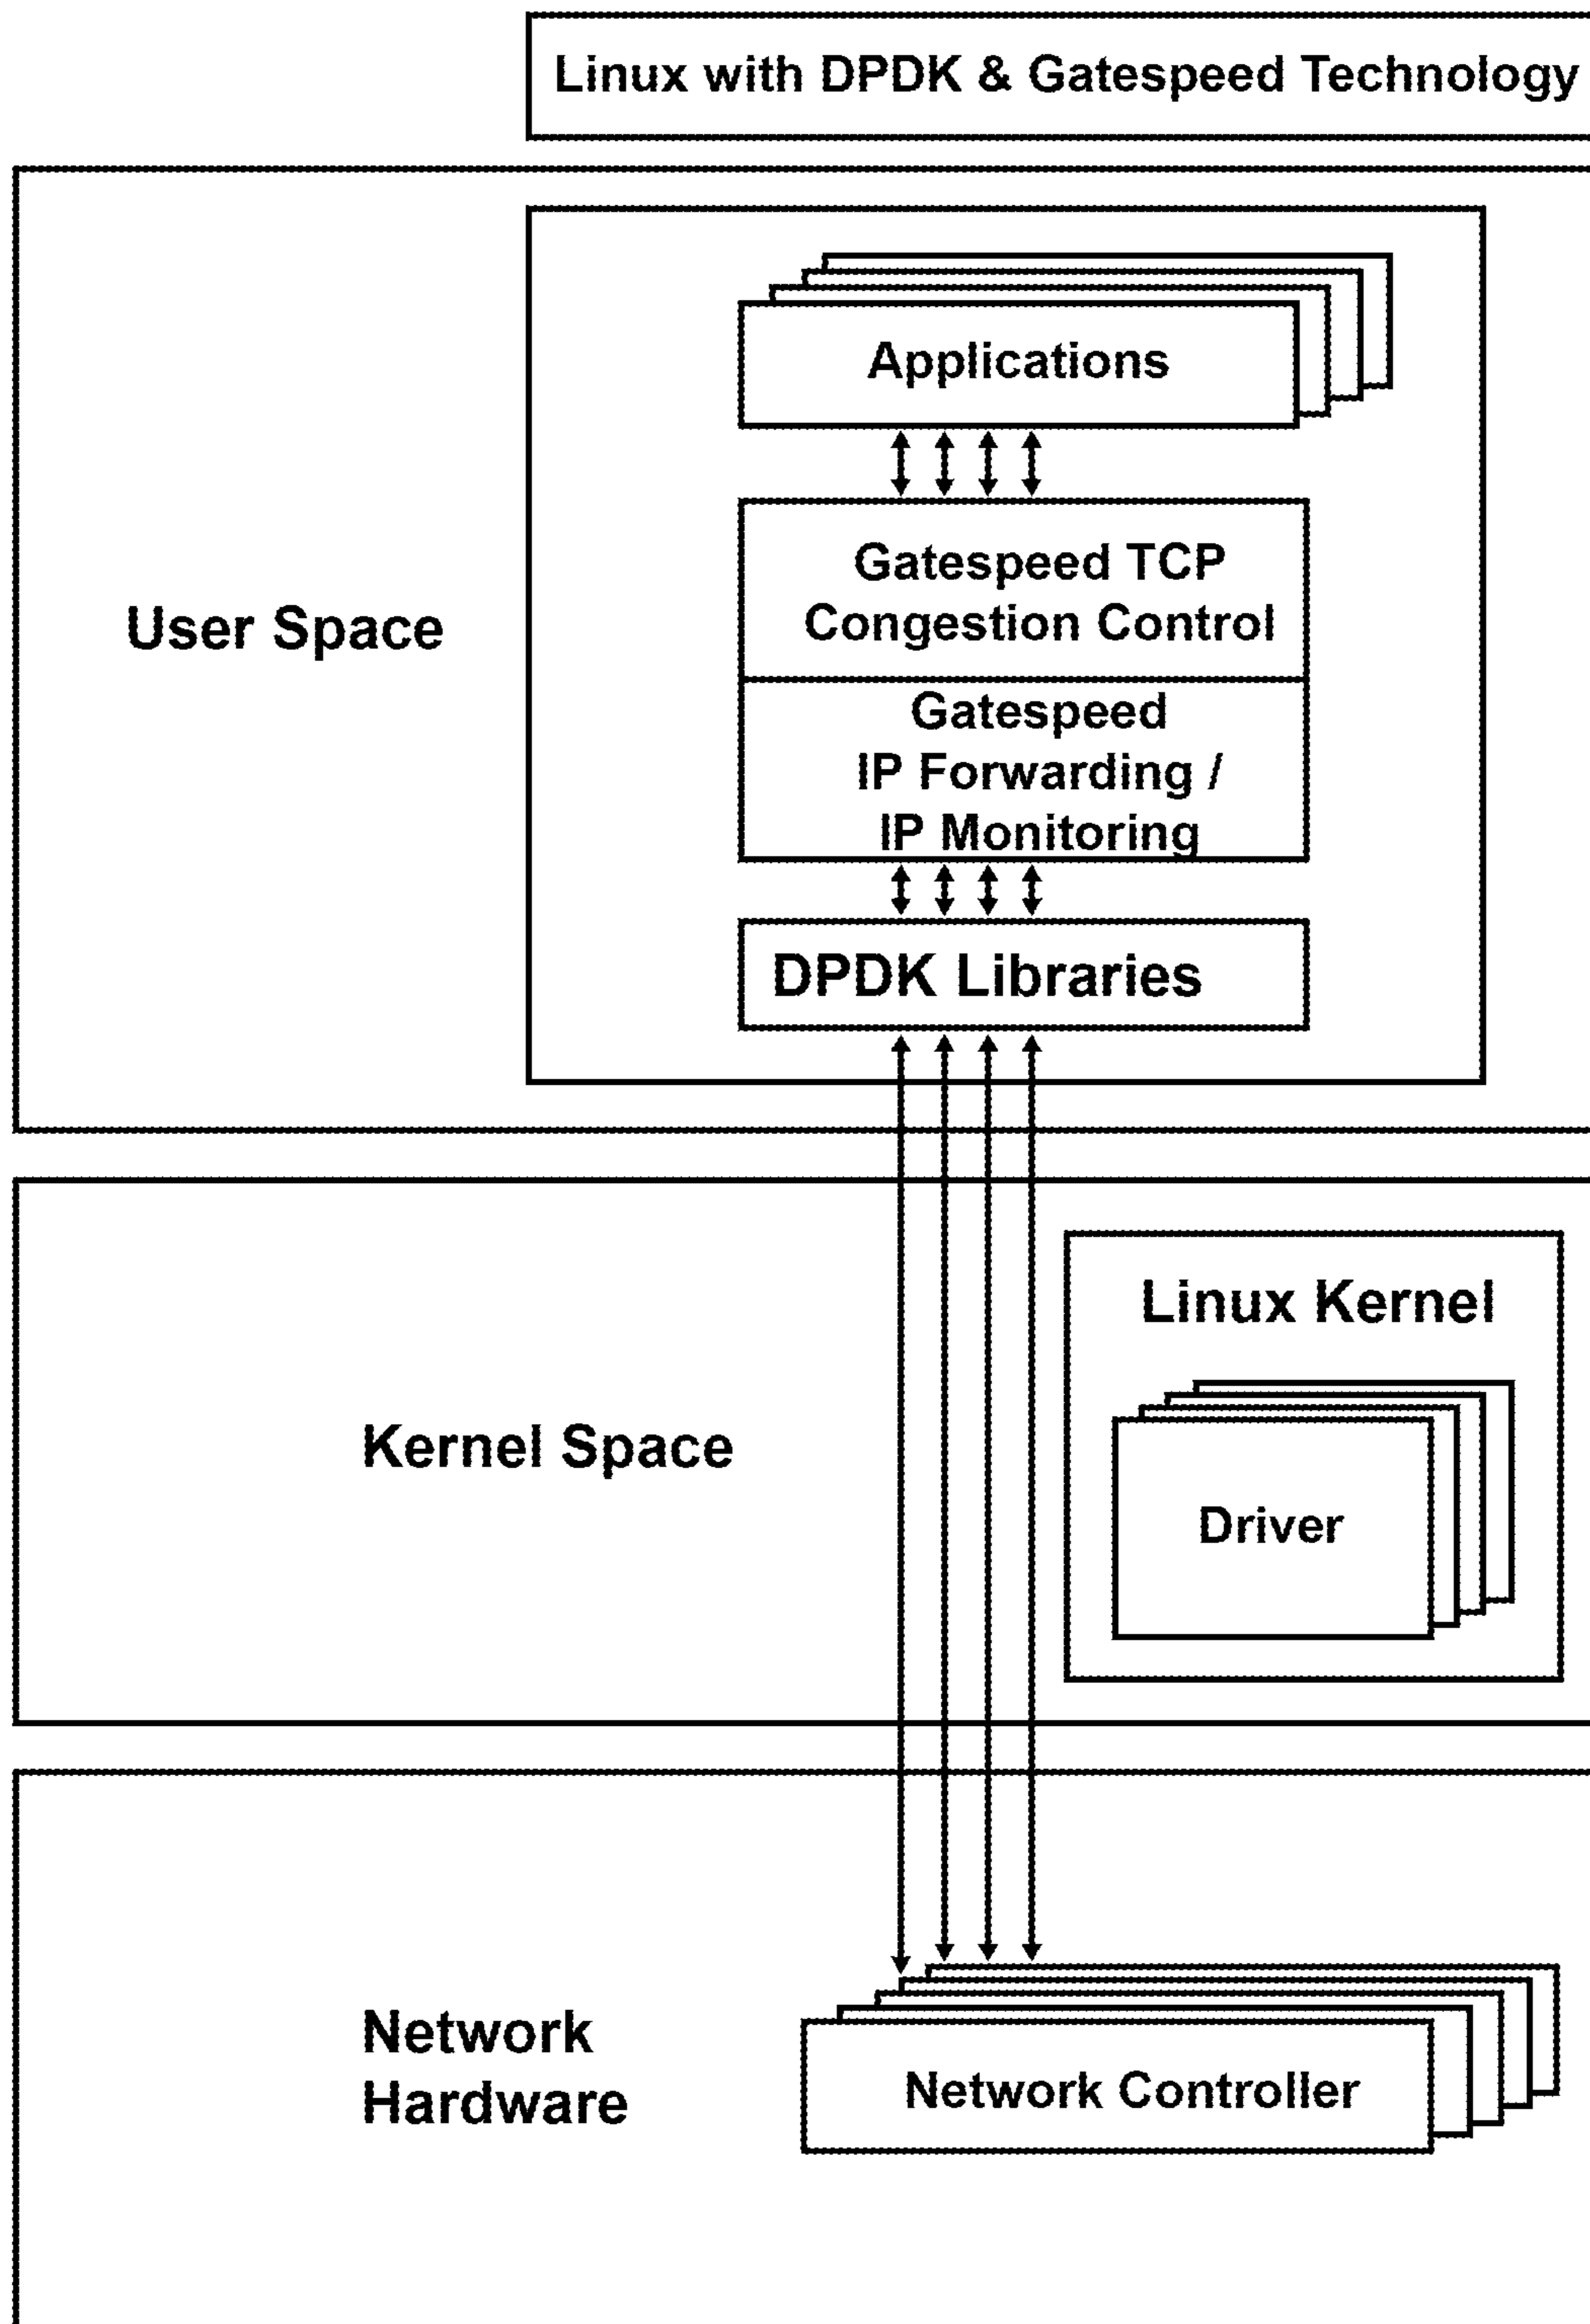 Linux with DPDK & Gatespeed Technology
Applications
User Space
Gatespeed TCP
Congestion Control
Gatespeed
IP Forwarding /
IP Monitoring
DPDK Libraries
Linux Kernel
Kernel Space
Driver
Network
Hardware
Network Controller